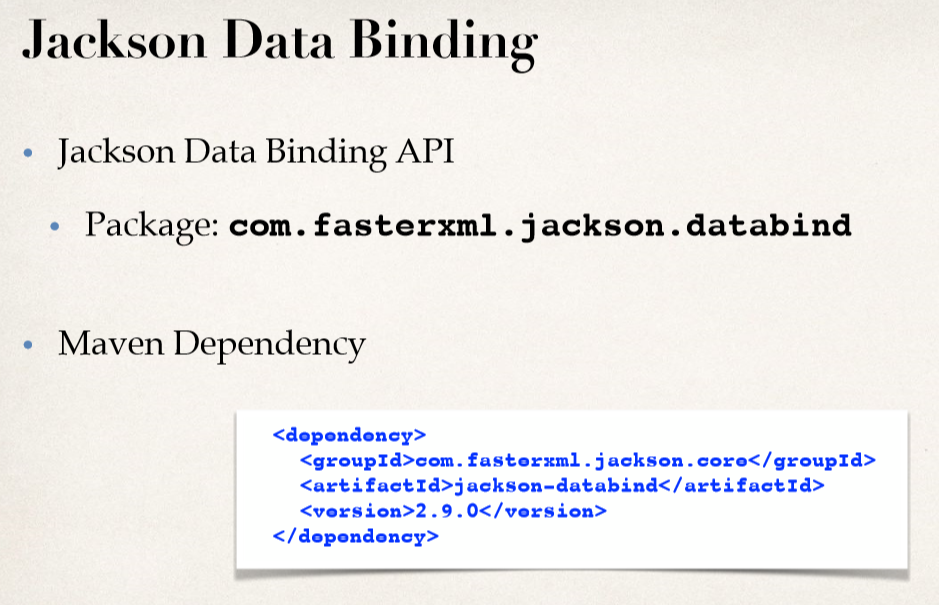 Jackson Data Binding
• Jackson Data Binding API
• Package: com.fasterxml.jackson.databind
• Maven Dependency
<dependency>
<groupId>com.fasterxml.jackson.core</groupId>
<artifactId>jackson-databind</artifactId>
<version>2.9.0</version>
</dependency>